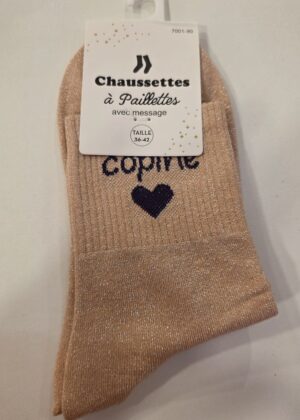 7001-90
Chaussettes
à Paillettes
avec message
TAILLE
36-42
copine